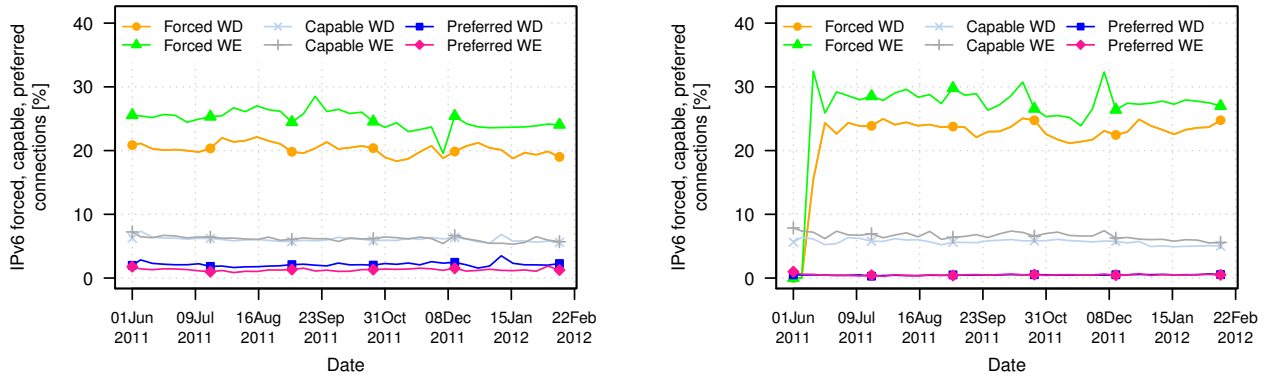 IPv6 forced, capable, preferred
connections [%]
Forced WD Capable WD Preferred WD
Forced WE Capable WE Preferred WE
40
30
20
10
0
01Jun 09Jul 16Aug 23Sep 31Oct 08Dec 15Jan 22Feb
2011 2011 2011 2011 2011 2011 2012 2012
Date
IPv6 forced, capable, preferred
connections [%]
Forced WD Capable WD Preferred WD
Forced WE Capable WE Preferred WE
40
30
20
10
0
01Jun 09Jul 16Aug 23Sep 31Oct 08Dec 15Jan 22Feb
2011 2011 2011 2011 2011 2011 2012 2012
Date